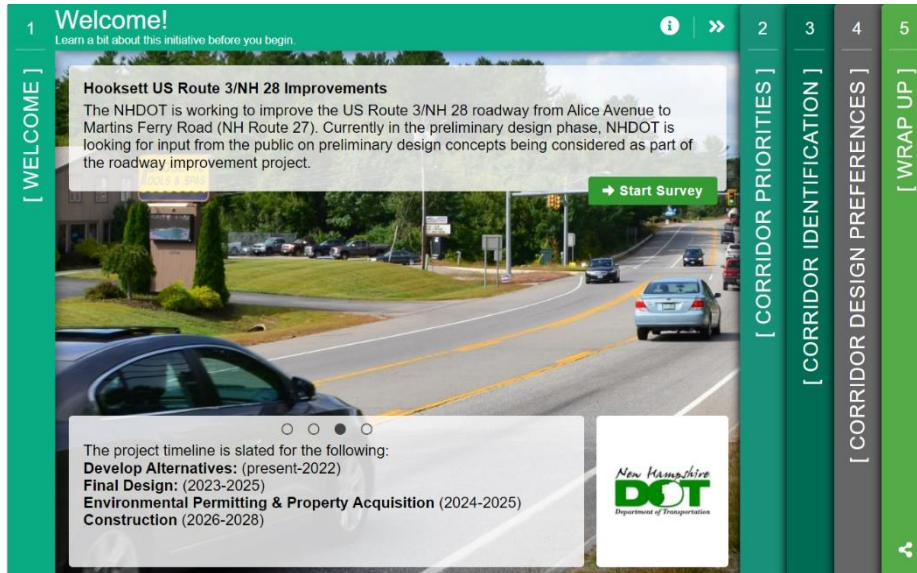 1
Welcome!
Learn a bit about this initiative before you begin.
[ WELCOME ]
Hooksett US Route 3/NH 28 Improvements
The NHDOT is working to improve the US Route 3/NH 28 roadway from Alice Avenue to
Martins Ferry Road (NH Route 27). Currently in the preliminary design phase, NHDOT is
looking for input from the public on preliminary design concepts being considered as part of
the roadway improvement project.
➔ Start Survey
The project timeline is slated for the following:
Develop Alternatives: (present-2022)
Final Design: (2023-2025)
Environmental Permitting & Property Acquisition (2024-2025)
Construction (2026-2028)
New Hampshire
DOT
Department of Transportation
2
[ CORRIDOR PRIORITIES ]
3
[ CORRIDOR IDENTIFICATION ]
4
[ CORRIDOR DESIGN PREFERENCES ]
5
[ WRAP UP ]